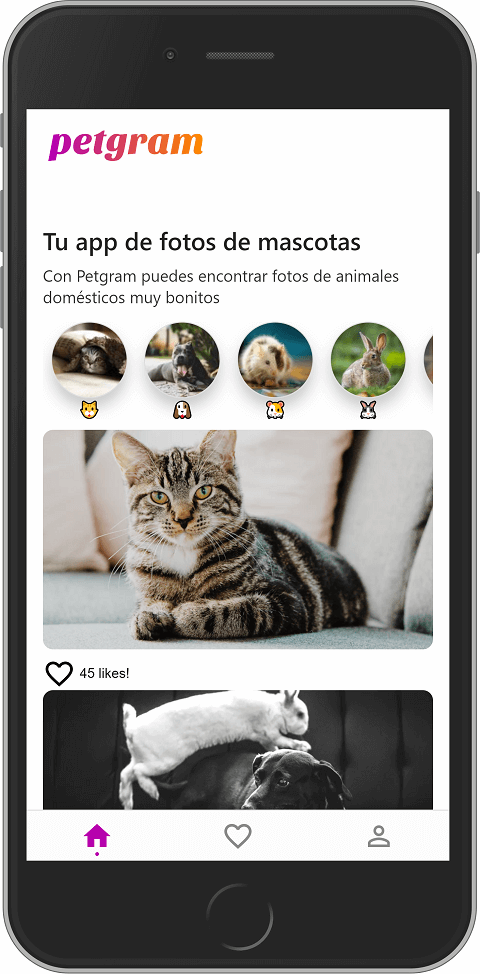 petgram
Tu app de fotos de mascotas
Con Petgram puedes encontrar fotos de animales
domésticos muy bonitos
45 likes!